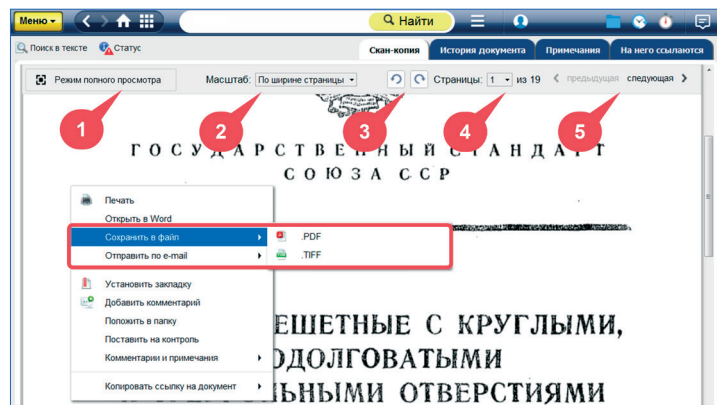 Меню
Найти
Поиск в тексте Статус
Скан-копия История документа Примечания На него ссылаются
Режим полного просмотра Масштаб: По ширине страницы Страницы: 1 из 19 предыдущая следующая
1 2 3 4 5
ГОСУДАРСТВЕННЫЙ СТАНДАРТ
СОЮЗА ССР
Печать
Открыть в Word
Сохранить в файл .PDF
Отправить по e-mail .TIFF
Установить закладку
Добавить комментарий
Положить в папку
ЕШЕТНЫЕ С КРУГЛЫМИ,
Поставить на контроль
Комментарии и примечания
ОДОЛГОВАТЫМИ
Копировать ссылку на документ
ЬНЫМИ ОТВЕРСТИЯМИ